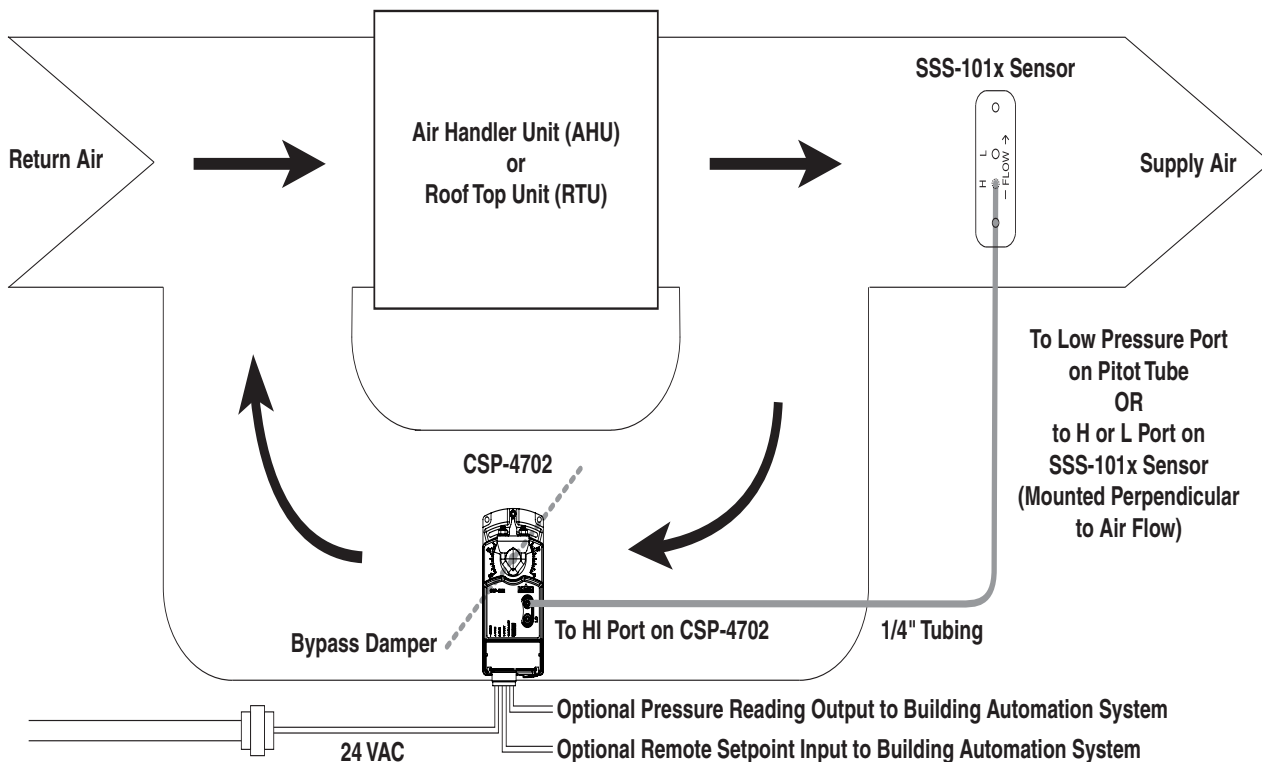 SSS-101x Sensor
Return Air
Air Handler Unit (AHU)
or
Roof Top Unit (RTU)
H L
— FLOW →
Supply Air
To Low Pressure Port
on Pitot Tube
OR
to H or L Port on
SSS-101x Sensor
(Mounted Perpendicular
to Air Flow)
CSP-4702
Bypass Damper
To HI Port on CSP-4702
1/4" Tubing
24 VAC
Optional Pressure Reading Output to Building Automation System
Optional Remote Setpoint Input to Building Automation System